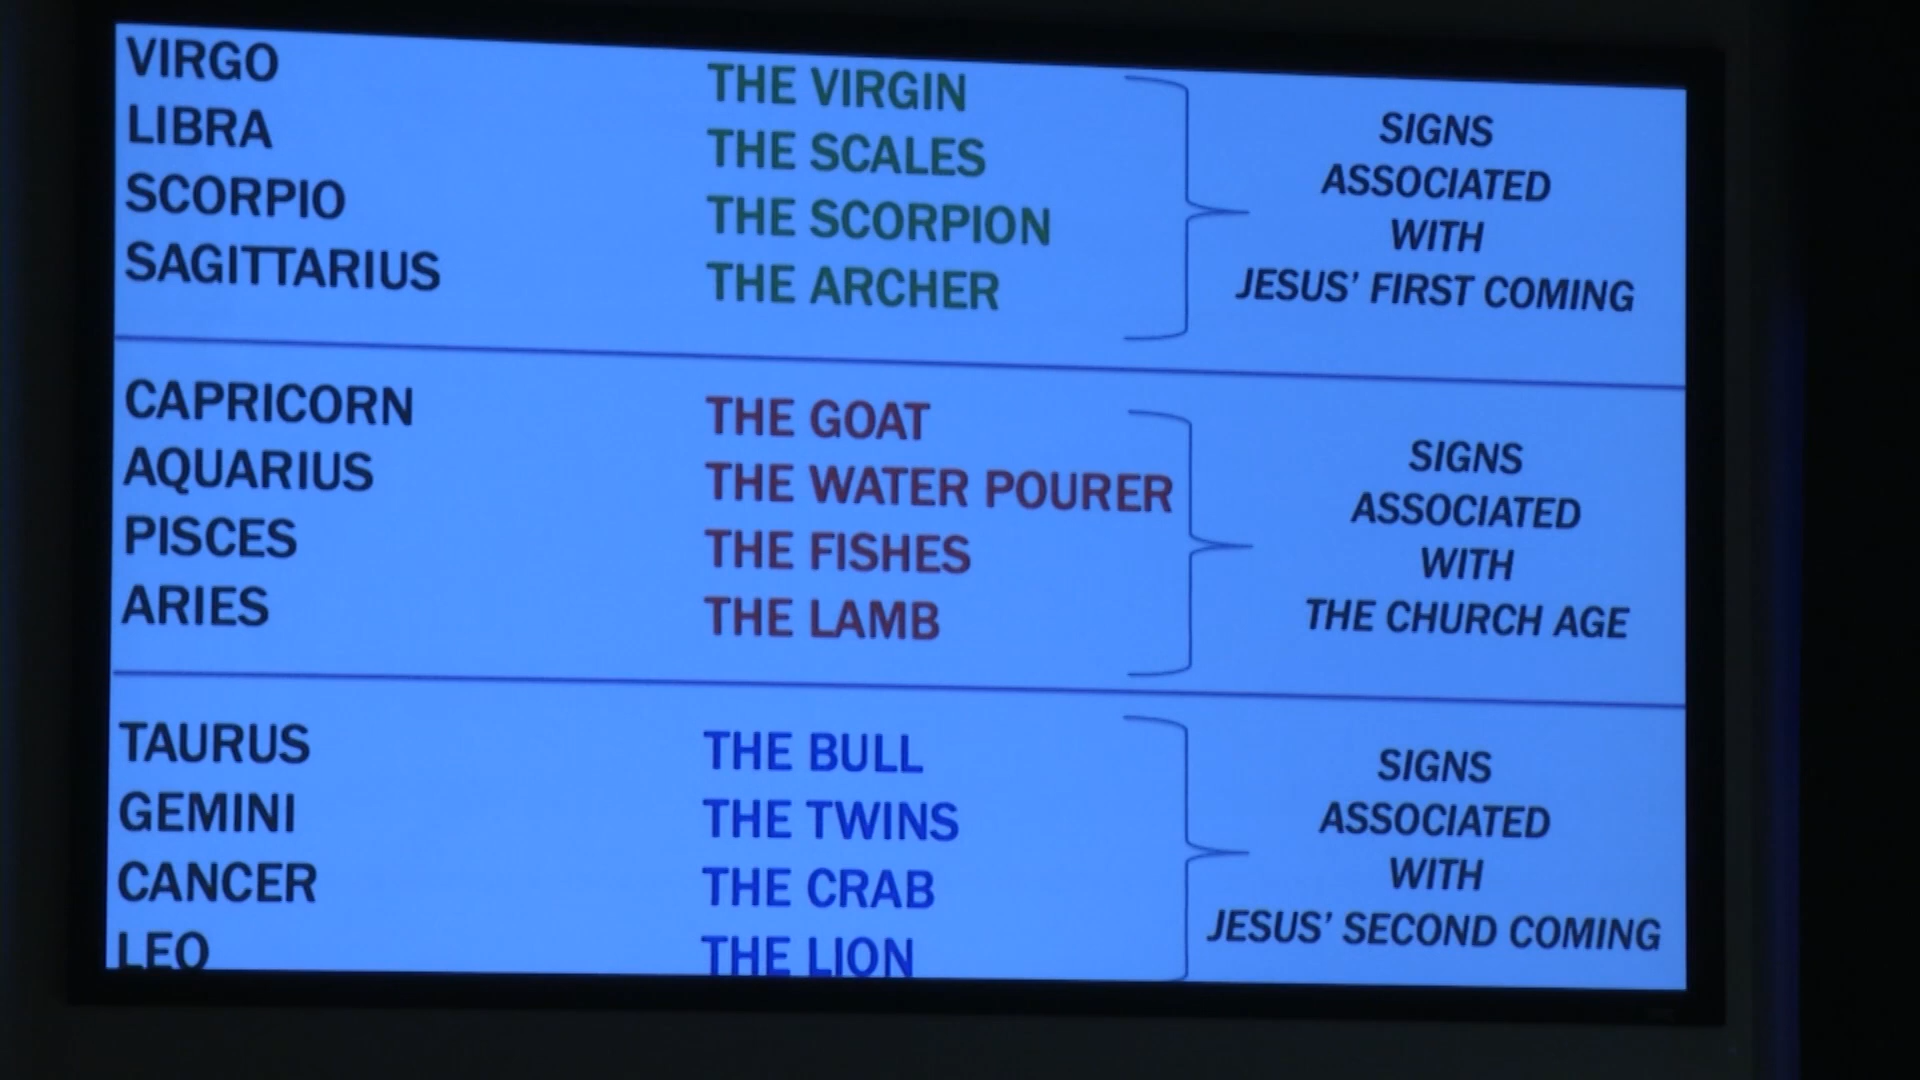 VIRGO
LIBRA
SCORPIO
SAGITTARIUS
THE VIRGIN
THE SCALES
THE SCORPION
THE ARCHER
SIGNS
ASSOCIATED
WITH
JESUS' FIRST COMING
CAPRICORN
AQUARIUS
PISCES
ARIES
THE GOAT
THE WATER POURER
THE FISHES
THE LAMB
SIGNS
ASSOCIATED
WITH
THE CHURCH AGE
TAURUS
GEMINI
CANCER
LEO
THE BULL
THE TWINS
THE CRAB
THE LION
SIGNS
ASSOCIATED
WITH
JESUS' SECOND COMING